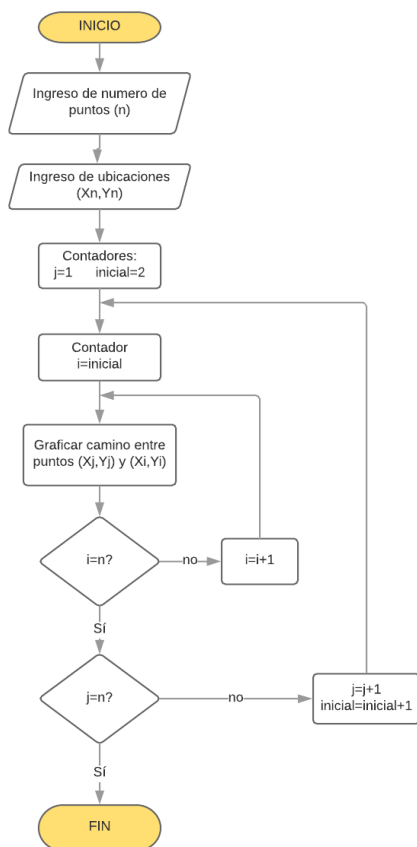 INICIO
Ingreso de numero de
puntos (n)
Ingreso de ubicaciones
(Xn,Yn)
Contadores:
j=1 inicial=2
Contador
i=inicial
Graficar camino entre
puntos (Xj,Yj) y (Xi,Yi)
i=n?
no
i=i+1
Sí
j=n?
no
j=j+1
inicial=inicial+1
Sí
FIN